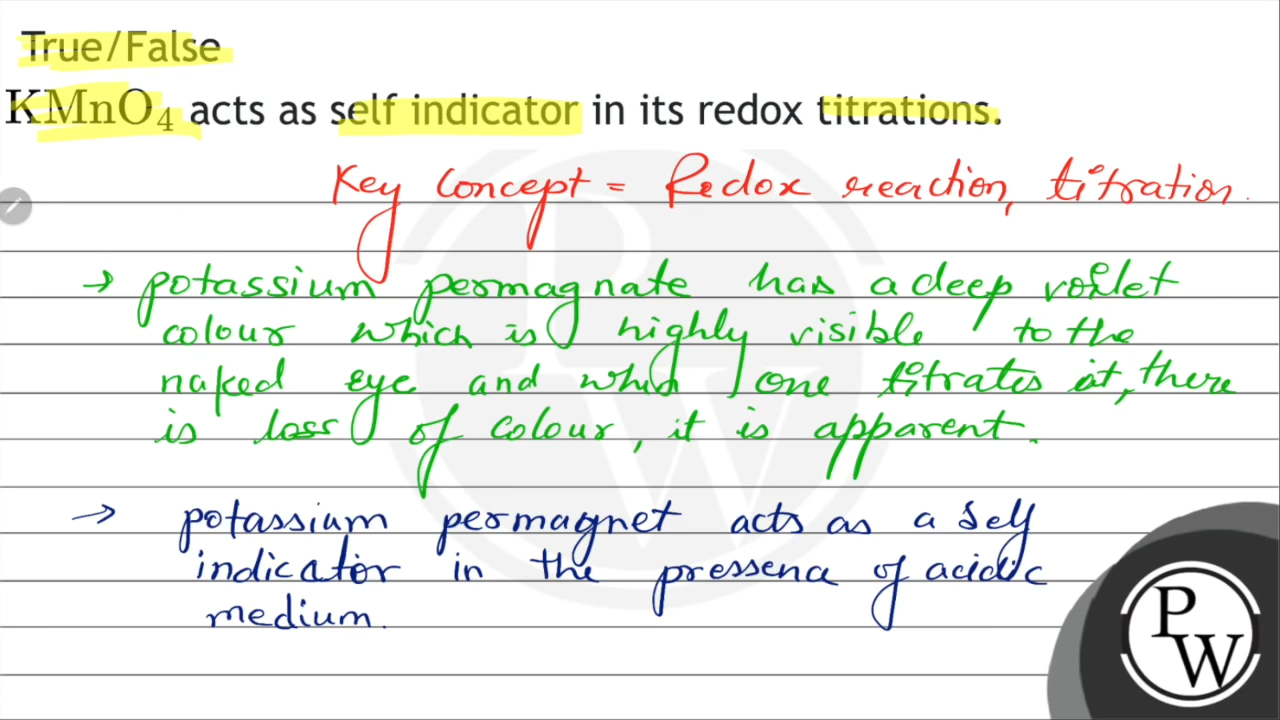 True/False
KMnO₄ acts as self indicator in its redox titrations.
Key Concept = Redox reaction, titration.
→ potassium permagnate has a deep voilet
colour which is highly visible to the
naked eye and when one titrates it, there
is loss of colour, it is apparent.
→ potassium permagnet acts as a self
indicator in the pressena of acidic
medium.
P
W